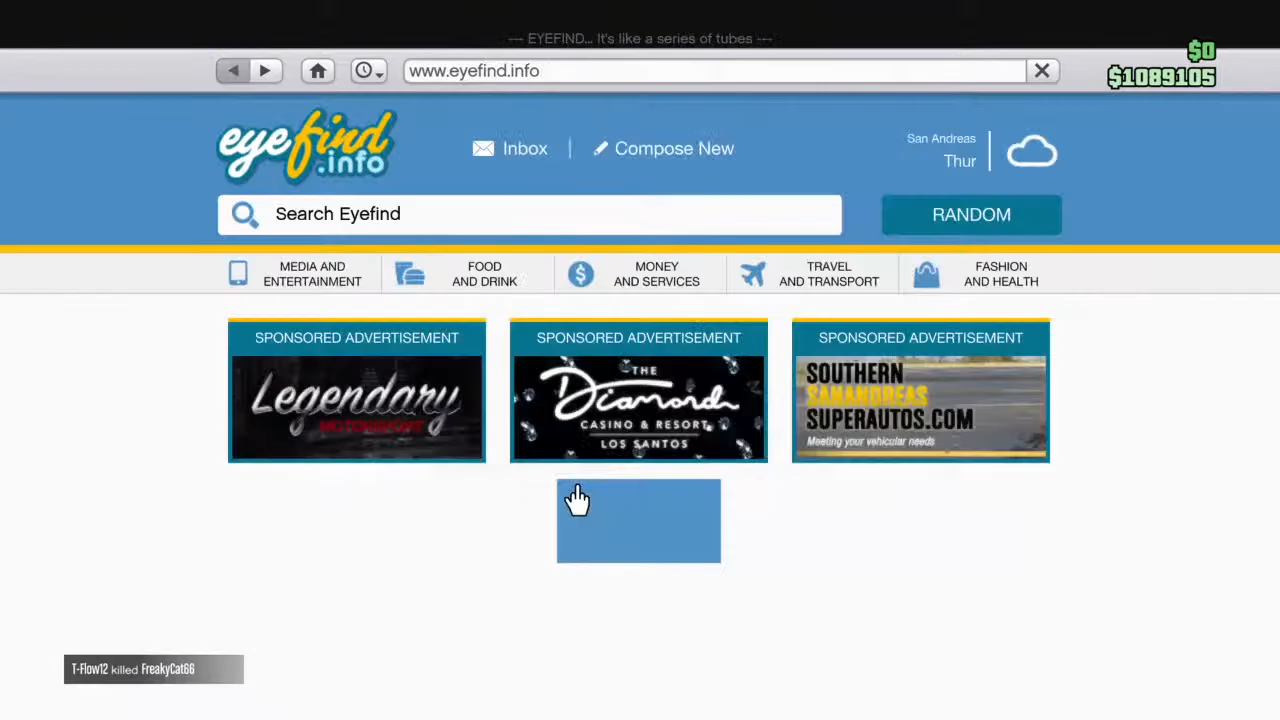 --- EYEFIND... It's like a series of tubes ---
$0
www.eyefind.info
$1089105
eyefind
.info
Inbox
Compose New
San Andreas
Thur
Search Eyefind
RANDOM
MEDIA AND
ENTERTAINMENT
FOOD
AND DRINK
MONEY
AND SERVICES
TRAVEL
AND TRANSPORT
FASHION
AND HEALTH
SPONSORED ADVERTISEMENT
Legendary
MOTORSPORT
SPONSORED ADVERTISEMENT
THE
Diamond
CASINO & RESORT
LOS SANTOS
SPONSORED ADVERTISEMENT
SOUTHERN
SANANDREAS
SUPERAUTOS.COM
Meeting your vehicular needs
T-Flow12 killed FreakyCat66